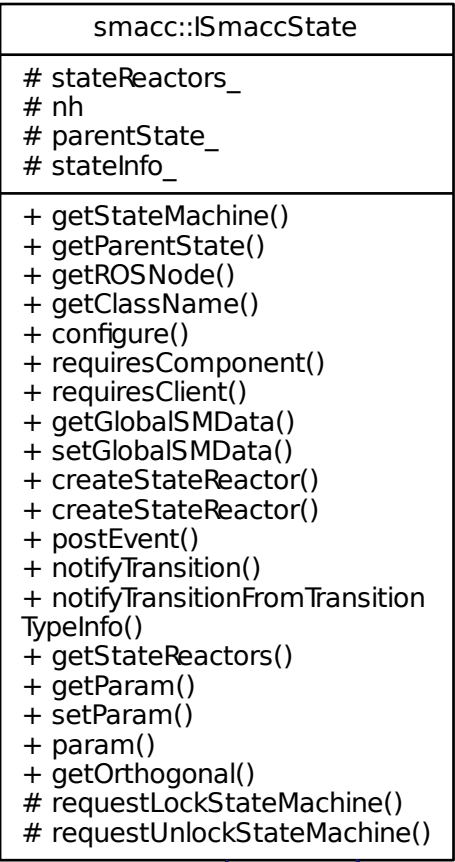 smacc::ISmaccState
# stateReactors_
# nh
# parentState_
# stateInfo_
+ getStateMachine()
+ getParentState()
+ getROSNode()
+ getClassName()
+ configure()
+ requiresComponent()
+ requiresClient()
+ getGlobalSMData()
+ setGlobalSMData()
+ createStateReactor()
+ createStateReactor()
+ postEvent()
+ notifyTransition()
+ notifyTransitionFromTransition
TypeInfo()
+ getStateReactors()
+ getParam()
+ setParam()
+ param()
+ getOrthogonal()
# requestLockStateMachine()
# requestUnlockStateMachine()